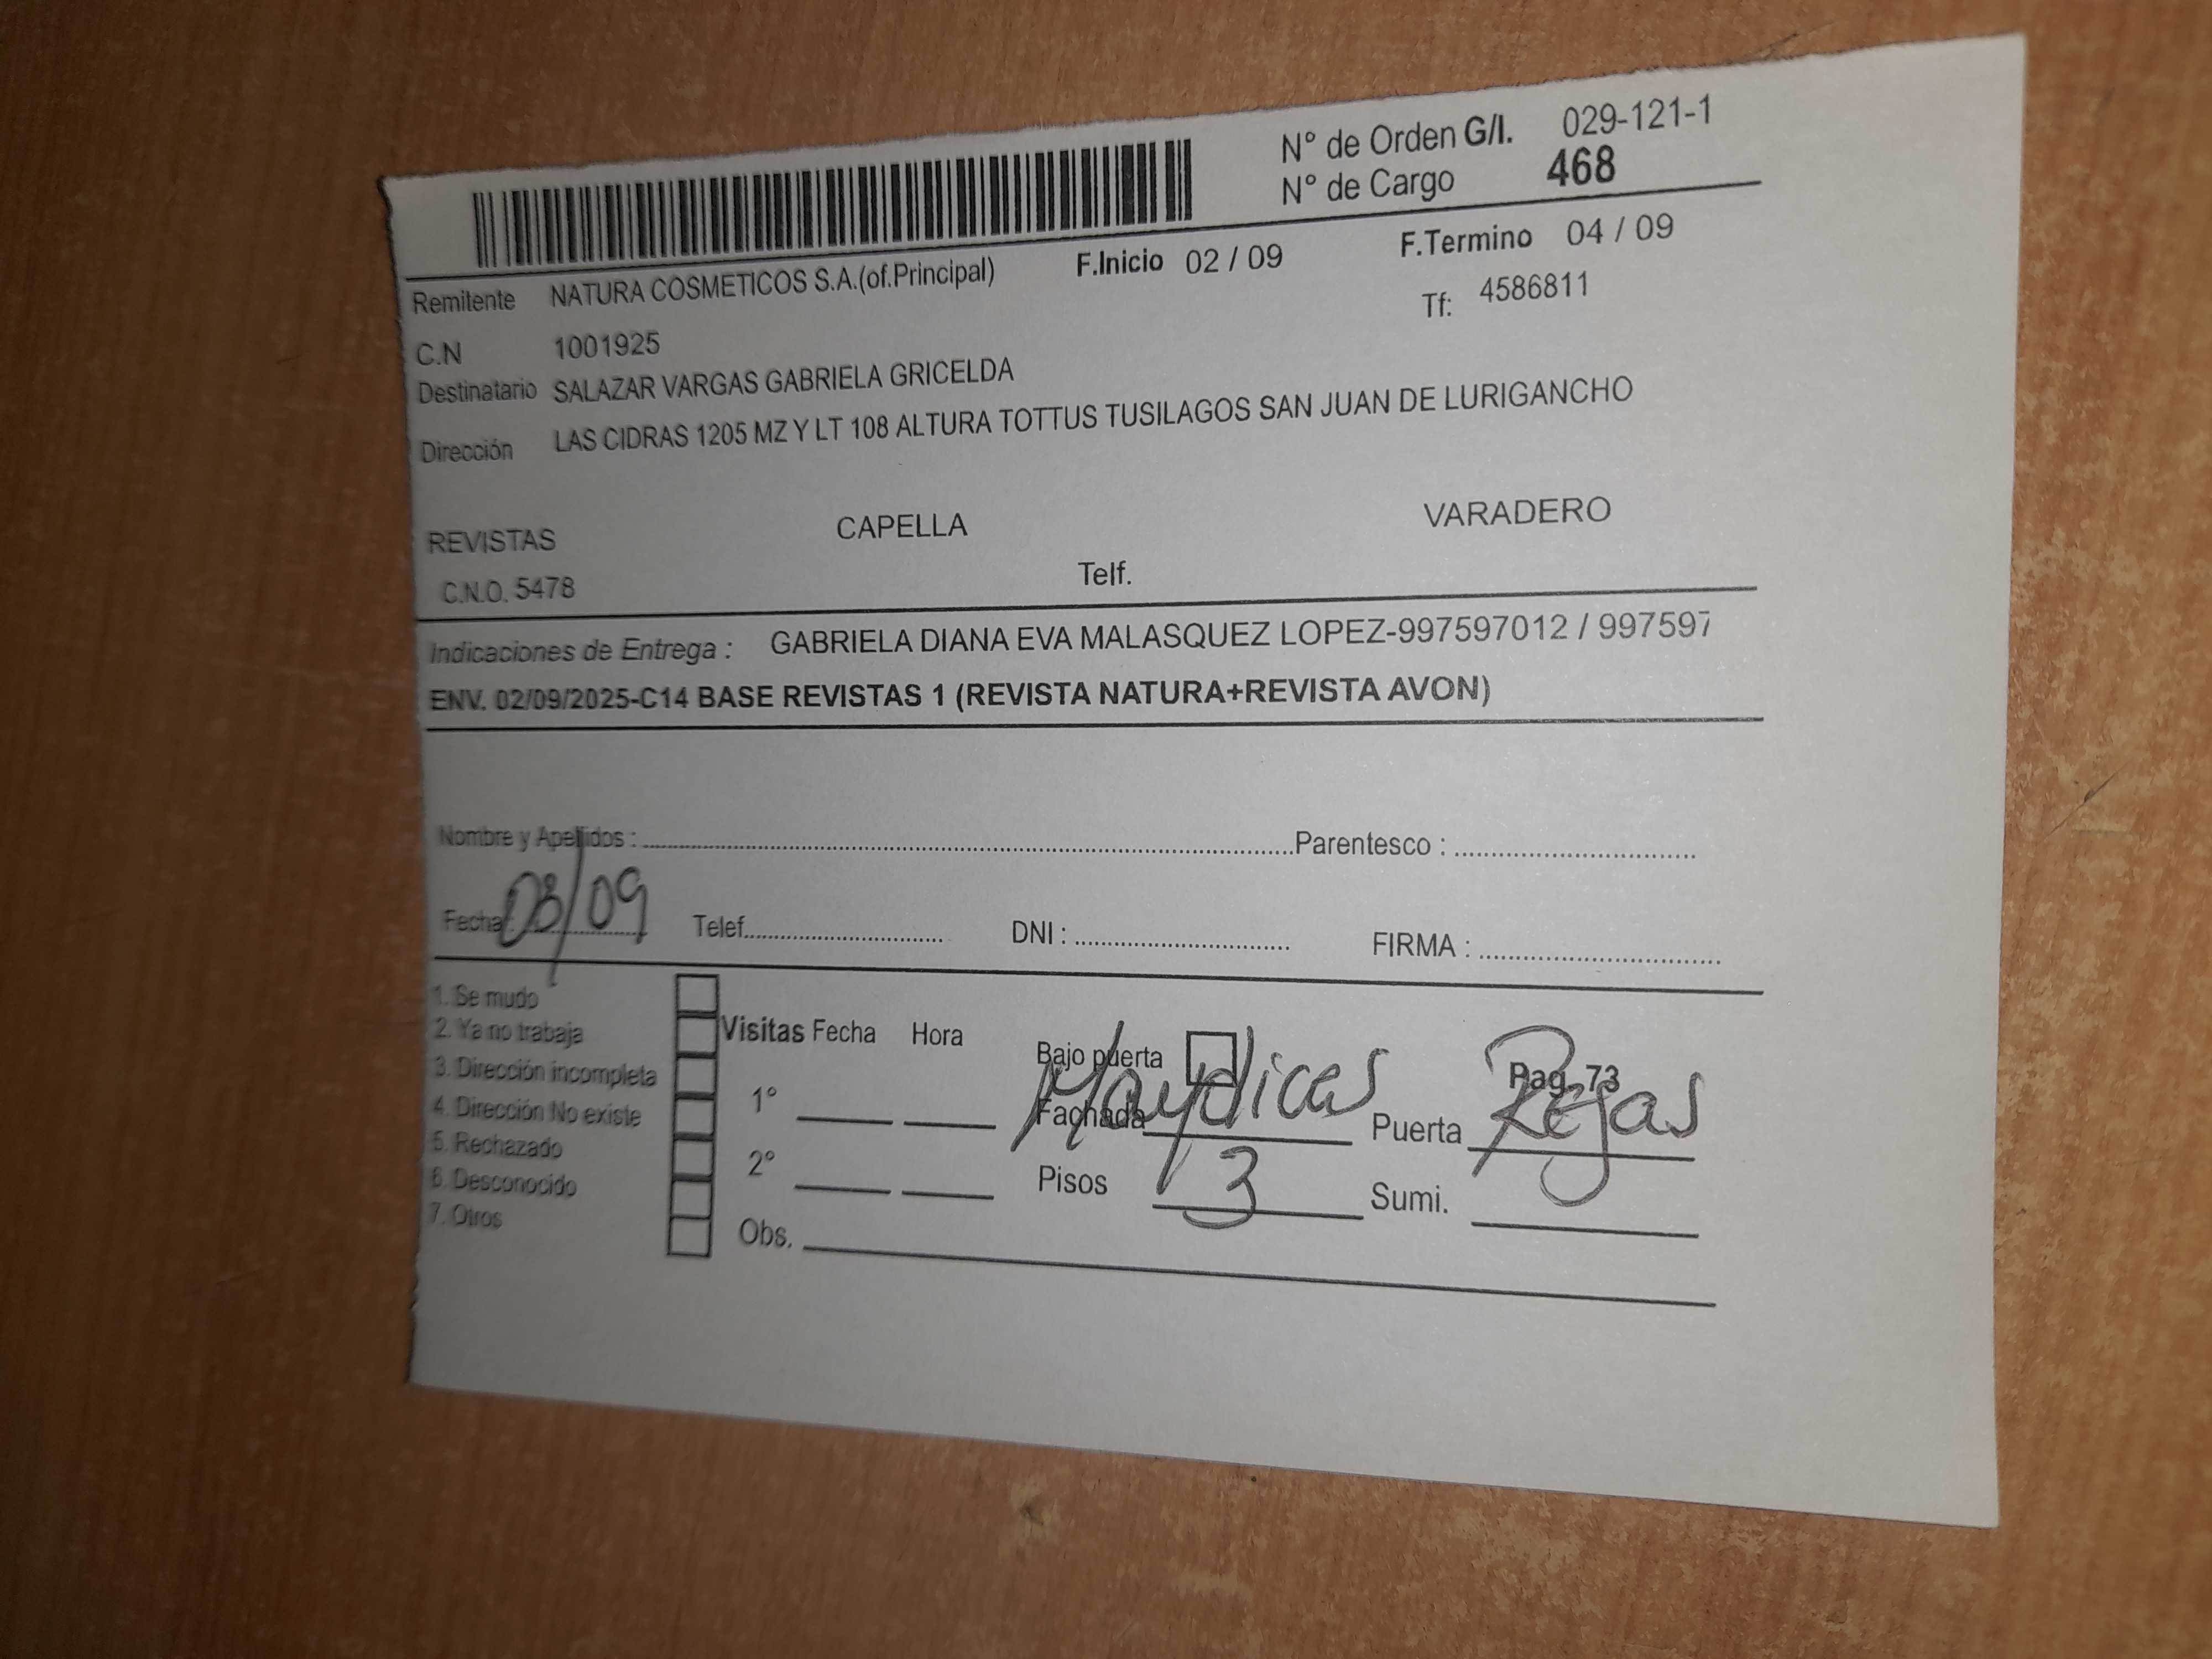 N° de Orden G/I. 029-121-1
N° de Cargo 468
Remitente NATURA COSMETICOS S.A.(of.Principal) F.Inicio 02 / 09 F.Termino 04 / 09
Tf: 4586811
C.N 1001925
Destinatario SALAZAR VARGAS GABRIELA GRICELDA
Dirección LAS CIDRAS 1205 MZ Y LT 108 ALTURA TOTTUS TUSILAGOS SAN JUAN DE LURIGANCHO
REVISTAS CAPELLA VARADERO
C.N.O. 5478 Telf.
Indicaciones de Entrega : GABRIELA DIANA EVA MALASQUEZ LOPEZ-997597012 / 997597
ENV. 02/09/2025-C14 BASE REVISTAS 1 (REVISTA NATURA+REVISTA AVON)
Nombre y Apellidos : Parentesco :
Fecha: 03/09 Telef. DNI : FIRMA :
1. Se mudo
2. Ya no trabaja
3. Dirección incompleta
4. Dirección No existe
5. Rechazado
6. Desconocido
7. Otros
Visitas Fecha Hora
1°
2°
Obs.
Bajo puerta Pag. 73
Fachada Puerta Rejas
Pisos 3 Sumi.